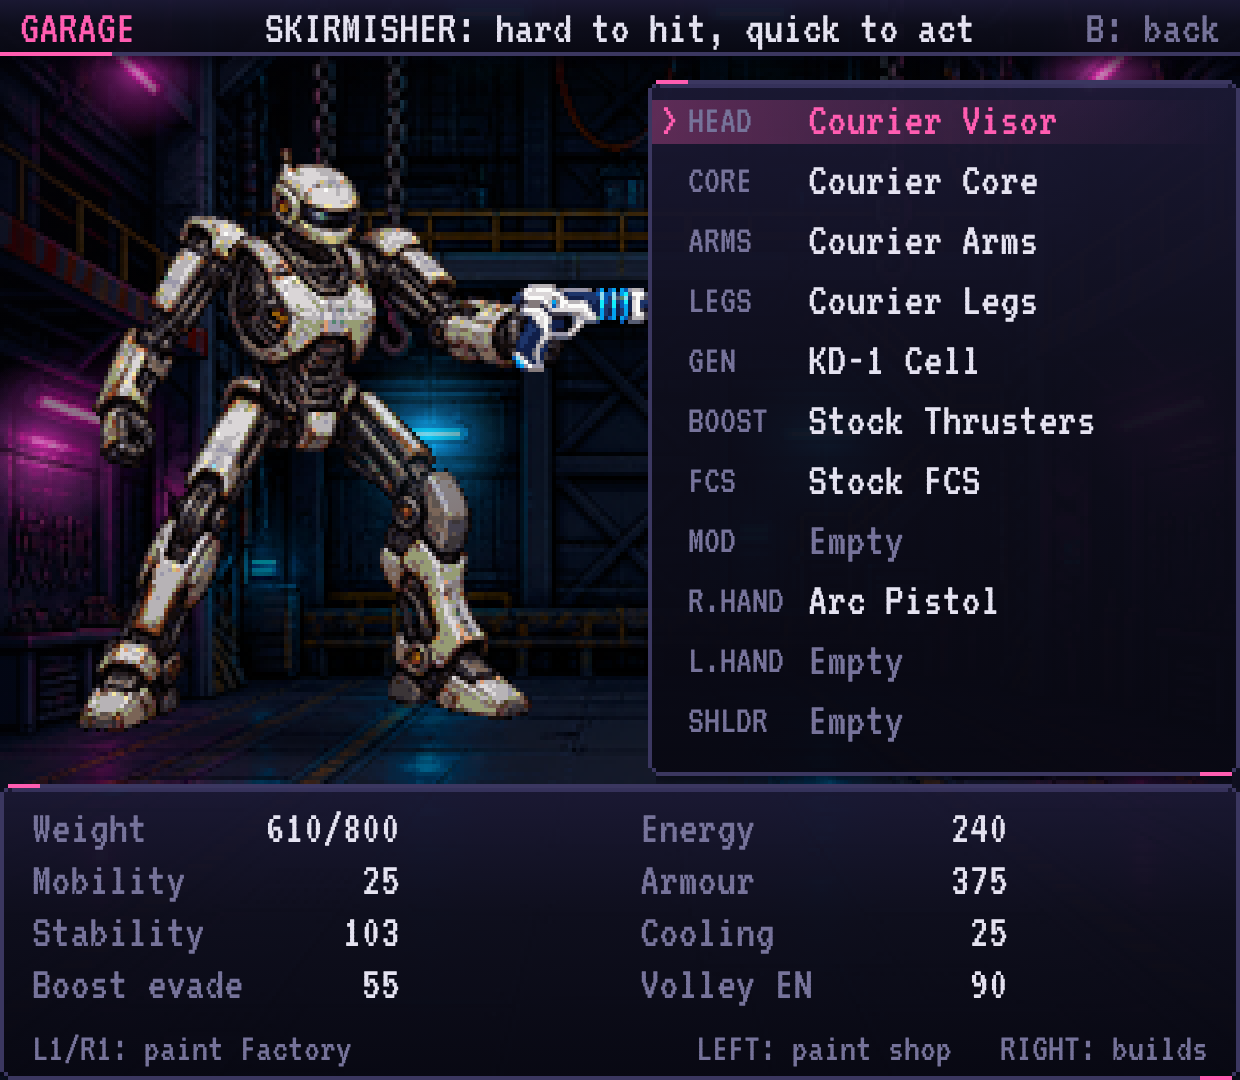 GARAGE SKIRMISHER: hard to hit, quick to act B: back
HEAD Courier Visor
CORE Courier Core
ARMS Courier Arms
LEGS Courier Legs
GEN KD-1 Cell
BOOST Stock Thrusters
FCS Stock FCS
MOD Empty
R.HAND Arc Pistol
L.HAND Empty
SHLDR Empty
Weight 610/800 Energy 240
Mobility 25 Armour 375
Stability 103 Cooling 25
Boost evade 55 Volley EN 90
L1/R1: paint Factory LEFT: paint shop RIGHT: builds